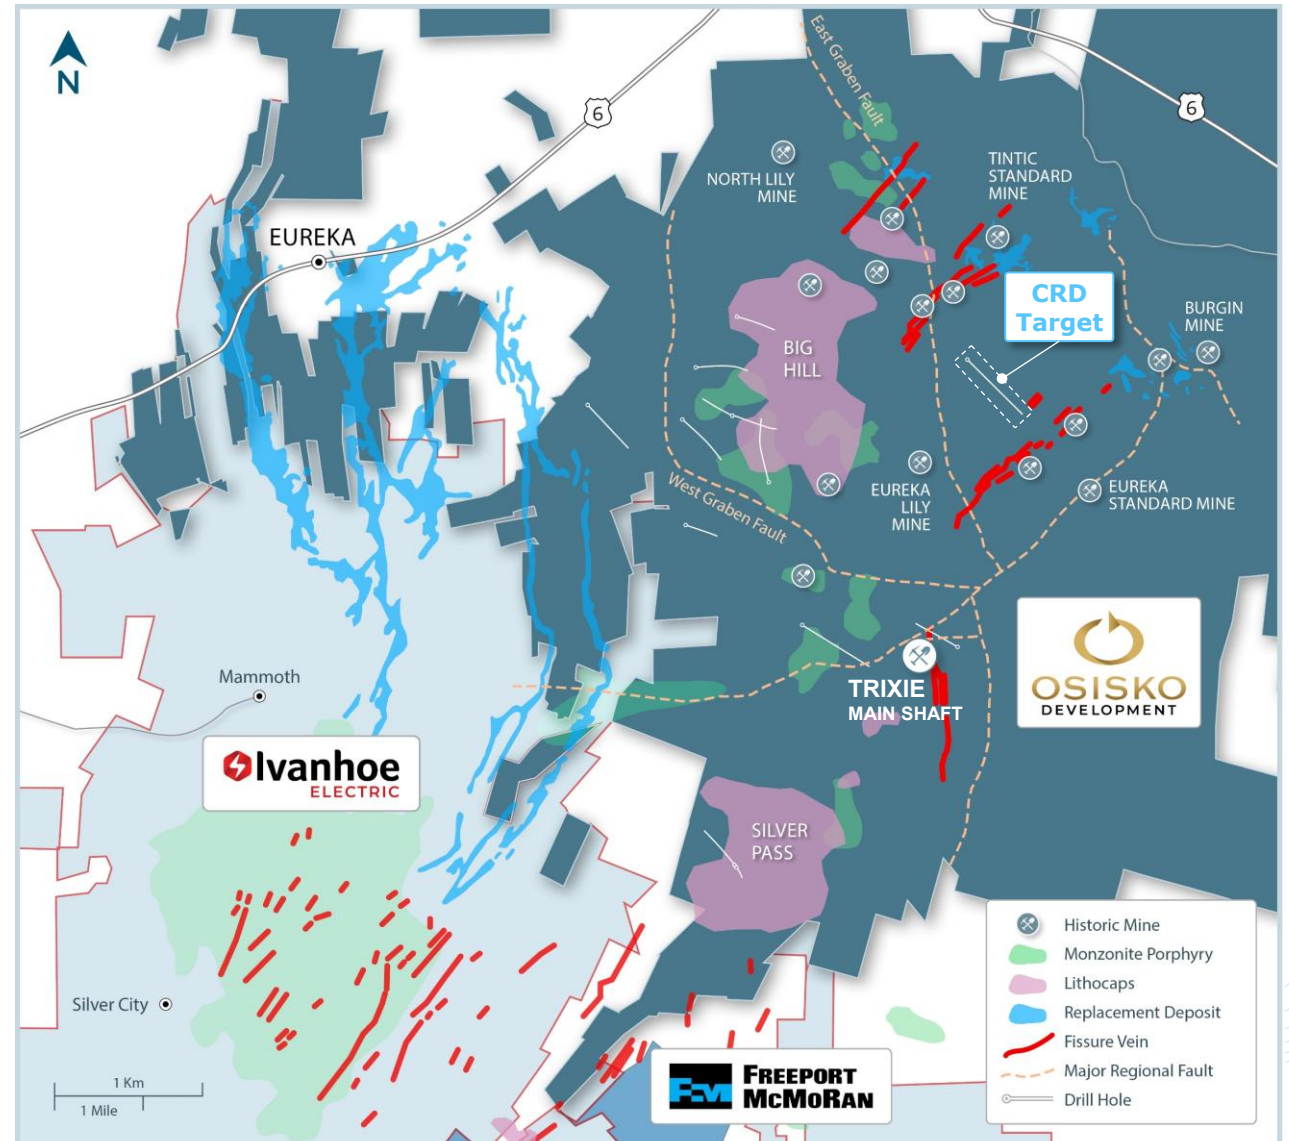 N
6
6
East Graben Fault
NORTH LILY
MINE
TINTIC
STANDARD
MINE
EUREKA
CRD
Target
BURGIN
MINE
BIG
HILL
West Graben Fault
EUREKA
LILY
MINE
EUREKA
STANDARD MINE
OSISKO
DEVELOPMENT
Mammoth
TRIXIE
MAIN SHAFT
Ivanhoe
ELECTRIC
SILVER
PASS
Silver City
1 Km
1 Mile
FM
FREEPORT
McMoRAN
Historic Mine
Monzonite Porphyry
Lithocaps
Replacement Deposit
Fissure Vein
Major Regional Fault
Drill Hole